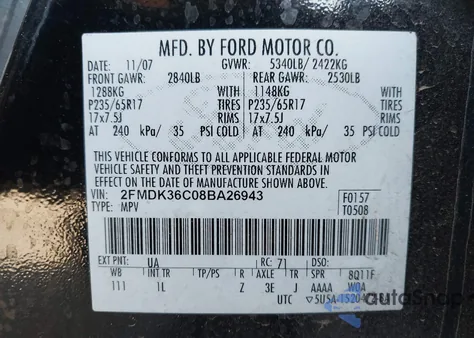 MFD. BY FORD MOTOR CO.
DATE: 11/07 GVWR: 5340LB/ 2422KG
FRONT GAWR: 2840LB REAR GAWR: 2530LB
1288KG WITH 1148KG WITH
P235/65R17 TIRES P235/65R17 TIRES
17x7.5J RIMS 17x7.5J RIMS
AT 240 kPa/ 35 PSI COLD AT 240 kPa/ 35 PSI COLD
THIS VEHICLE CONFORMS TO ALL APPLICABLE FEDERAL MOTOR
VEHICLE SAFETY AND THEFT PREVENTION STANDARDS IN
EFFECT ON THE DATE OF MANUFACTURE SHOWN ABOVE.
VIN: 2FMDK36C08BA26943 F0157
TYPE: MPV T0508
EXT PNT: UA RC: 71 DSO:
WB INT TR TP/PS R AXLE TR SPR 8Q11F
111 1L Z 3E J AAAA WOA
UTC